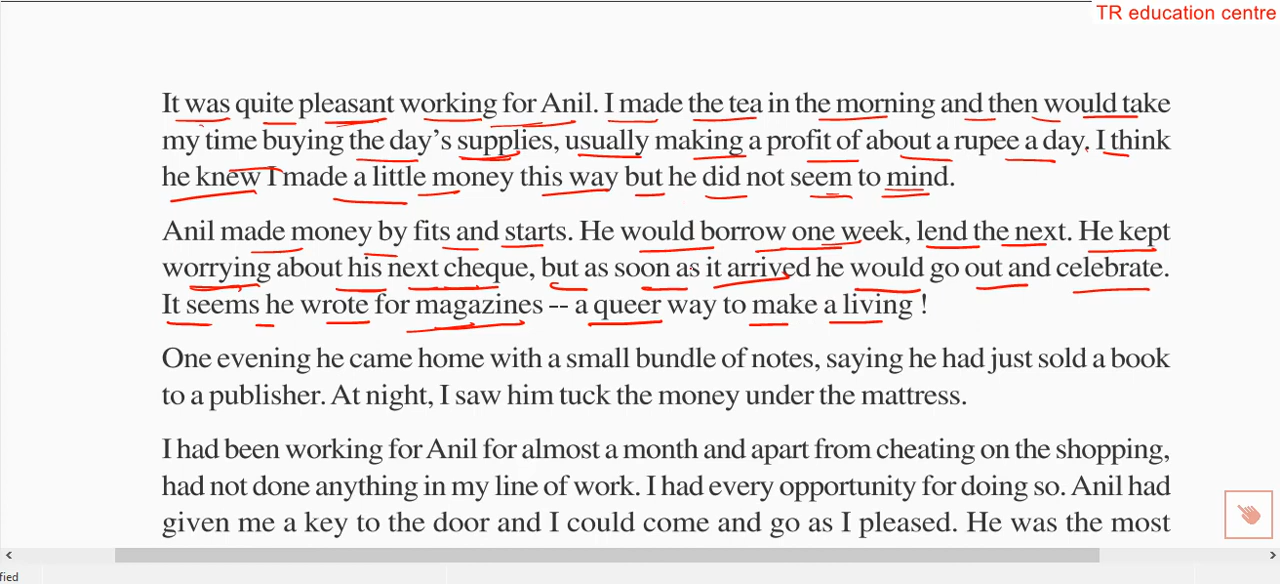 TR education centre
It was quite pleasant working for Anil. I made the tea in the morning and then would take
my time buying the day's supplies, usually making a profit of about a rupee a day. I think
he knew I made a little money this way but he did not seem to mind.
Anil made money by fits and starts. He would borrow one week, lend the next. He kept
worrying about his next cheque, but as soon as it arrived he would go out and celebrate.
It seems he wrote for magazines -- a queer way to make a living !
One evening he came home with a small bundle of notes, saying he had just sold a book
to a publisher. At night, I saw him tuck the money under the mattress.
I had been working for Anil for almost a month and apart from cheating on the shopping,
had not done anything in my line of work. I had every opportunity for doing so. Anil had
given me a key to the door and I could come and go as I pleased. He was the most
fied